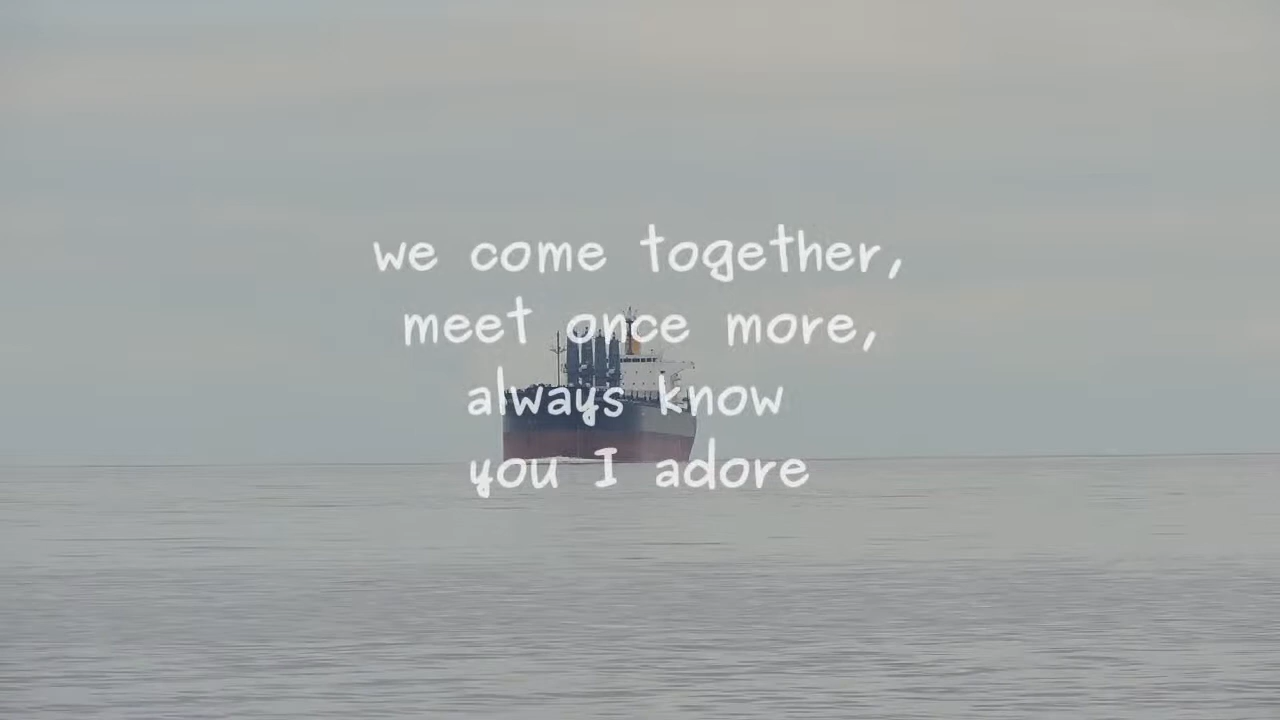 we come together,
meet once more,
always know
you I adore